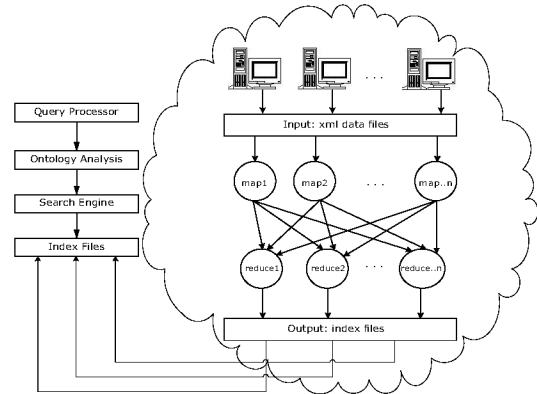 Query Processor
Ontology Analysis
Search Engine
Index Files
Input: xml data files
map1
map2
. . .
map..n
reduce1
reduce2
. . .
reduce..n
Output: index files